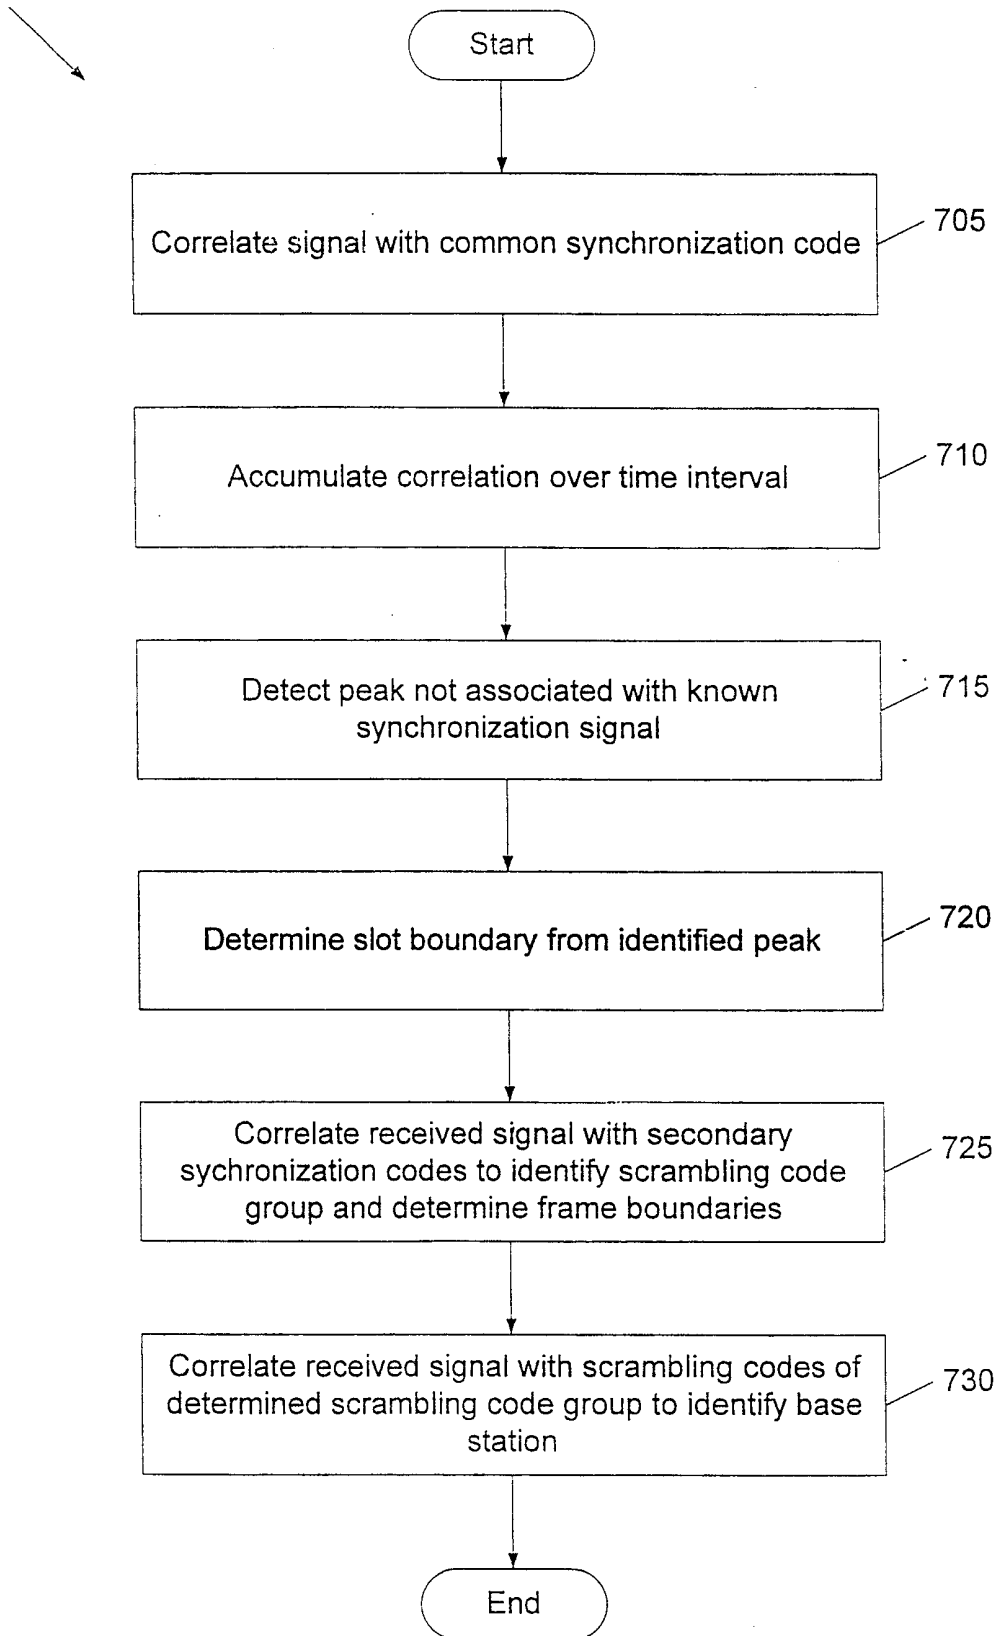 Start
Correlate signal with common synchronization code
705
Accumulate correlation over time interval
710
Detect peak not associated with known
synchronization signal
715
Determine slot boundary from identified peak
720
Correlate received signal with secondary
sychronization codes to identify scrambling code
group and determine frame boundaries
725
Correlate received signal with scrambling codes of
determined scrambling code group to identify base
station
730
End